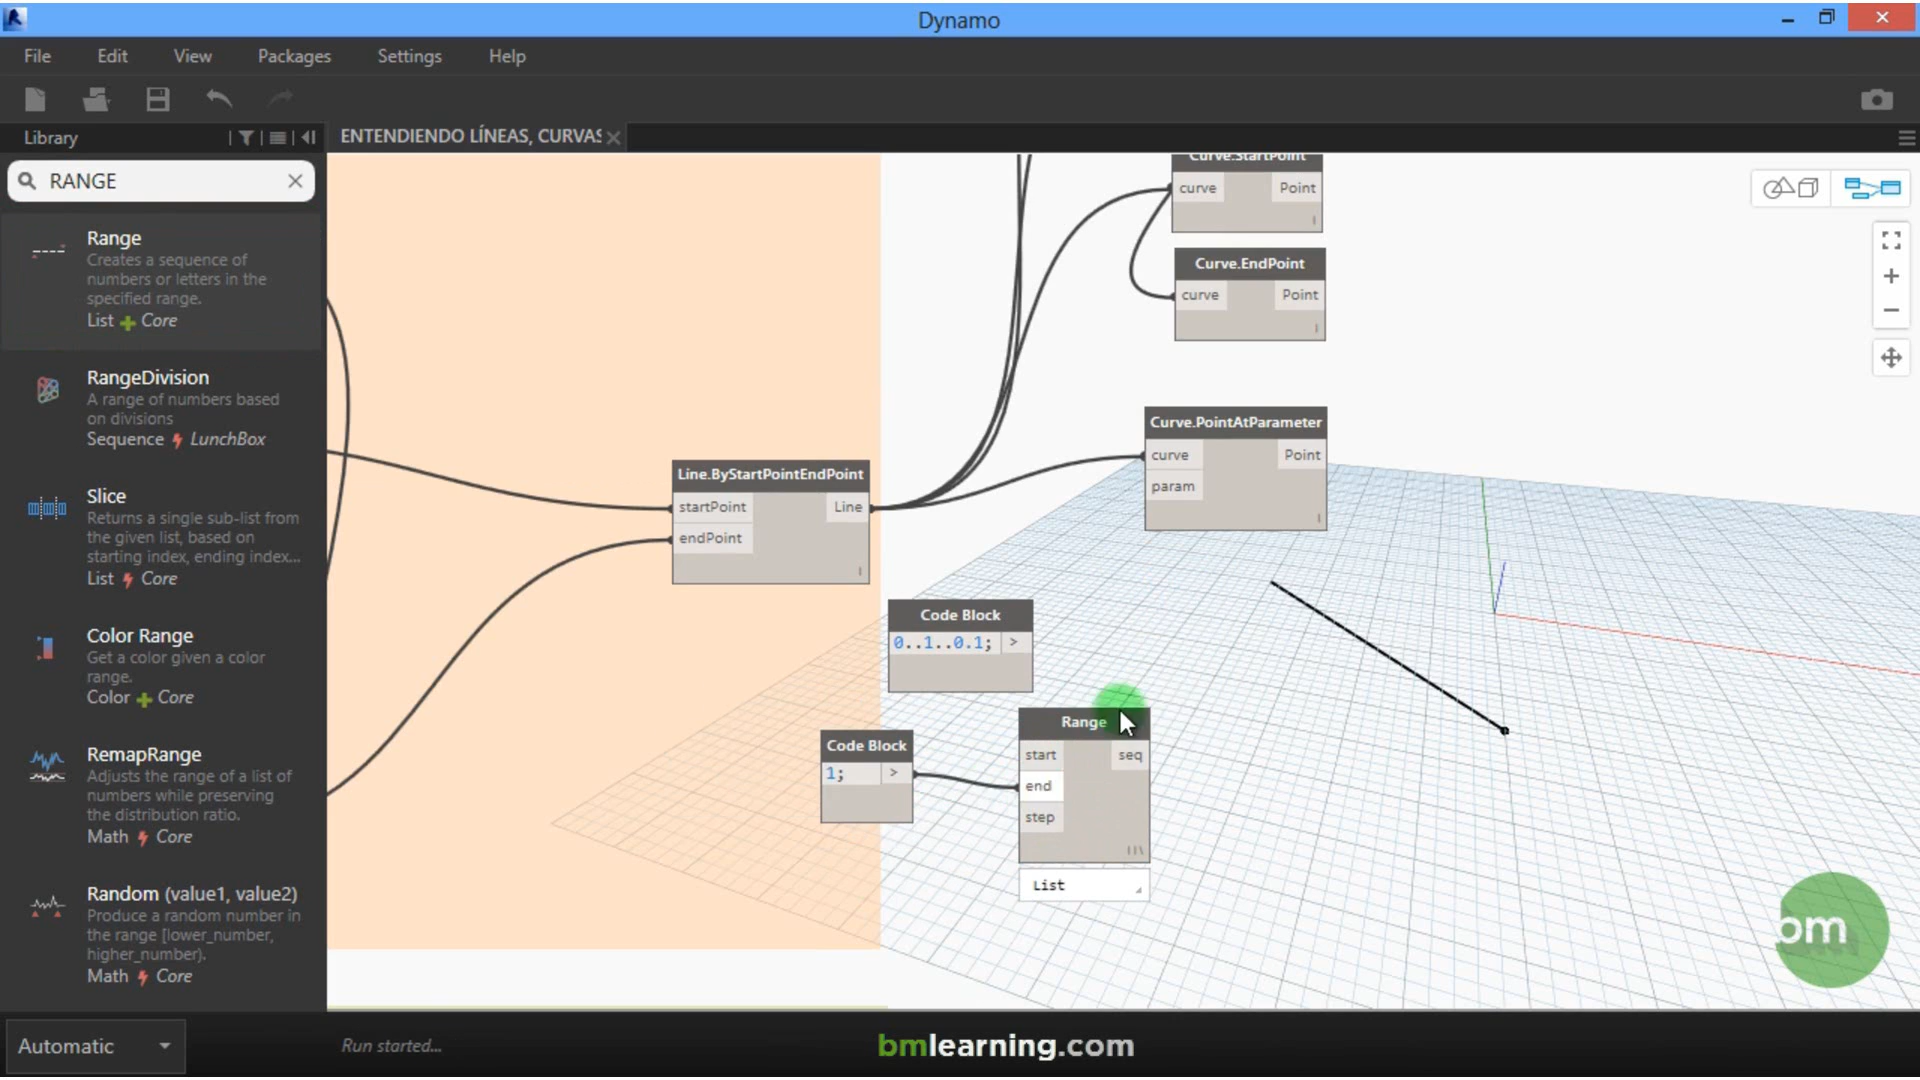 Dynamo
File Edit View Packages Settings Help
Library
ENTENDIENDO LÍNEAS, CURVAS
RANGE
Range
Creates a sequence of
numbers or letters in the
specified range.
List Core
RangeDivision
A range of numbers based
on divisions
Sequence LunchBox
Slice
Returns a single sub-list from
the given list, based on
starting index, ending index...
List Core
Color Range
Get a color given a color
range.
Color Core
RemapRange
Adjusts the range of a list of
numbers while preserving
the distribution ratio.
Math Core
Random (value1, value2)
Produce a random number in
the range [lower_number,
higher_number).
Math Core
Curve.StartPoint
curve Point
Curve.EndPoint
curve Point
Curve.PointAtParameter
curve Point
param
Line.ByStartPointEndPoint
startPoint Line
endPoint
Code Block
0..1..0.1; >
Code Block
1; >
Range
start seq
end
step
List
bm
Automatic
Run started...
bmlearning.com